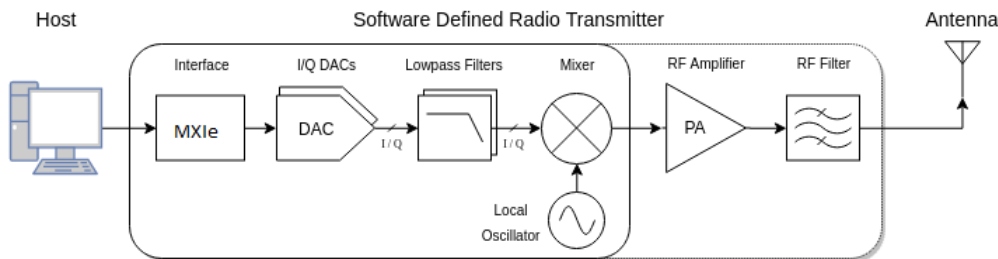 Host
Software Defined Radio Transmitter
Antenna
Interface
I/Q DACs
Lowpass Filters
Mixer
RF Amplifier
RF Filter
MXIe
DAC
I / Q
I / Q
PA
Local
Oscillator